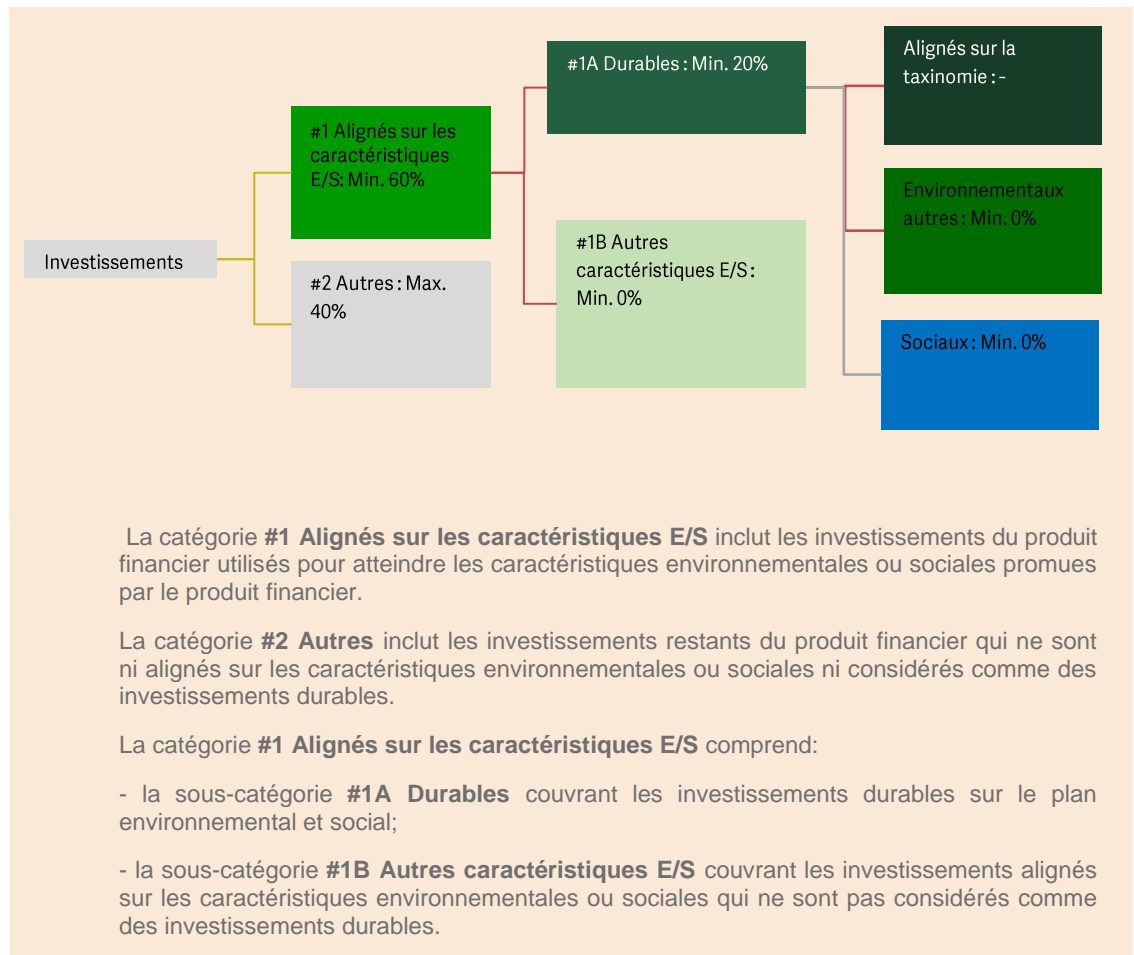 Investissements
#1 Alignés sur les
caractéristiques
E/S: Min. 60%
#2 Autres : Max.
40%
#1A Durables : Min. 20%
#1B Autres
caractéristiques E/S :
Min. 0%
Alignés sur la
taxinomie : -
Environnementaux
autres : Min. 0%
Sociaux : Min. 0%
La catégorie #1 Alignés sur les caractéristiques E/S inclut les investissements du produit
financier utilisés pour atteindre les caractéristiques environnementales ou sociales promues
par le produit financier.
La catégorie #2 Autres inclut les investissements restants du produit financier qui ne sont
ni alignés sur les caractéristiques environnementales ou sociales ni considérés comme des
investissements durables.
La catégorie #1 Alignés sur les caractéristiques E/S comprend:
- la sous-catégorie #1A Durables couvrant les investissements durables sur le plan
environnemental et social;
- la sous-catégorie #1B Autres caractéristiques E/S couvrant les investissements alignés
sur les caractéristiques environnementales ou sociales qui ne sont pas considérés comme
des investissements durables.